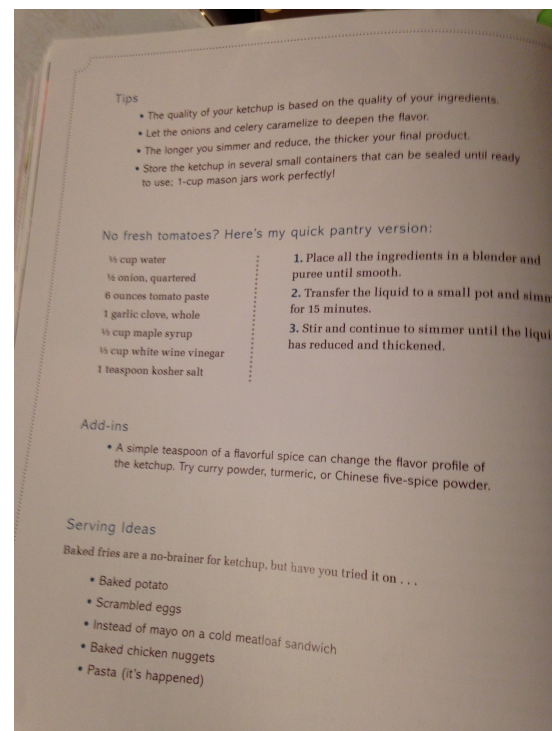 Tips
• The quality of your ketchup is based on the quality of your ingredients.
• Let the onions and celery caramelize to deepen the flavor.
• The longer you simmer and reduce, the thicker your final product.
• Store the ketchup in several small containers that can be sealed until ready
to use; 1-cup mason jars work perfectly!
No fresh tomatoes? Here's my quick pantry version:
cup water
onion, quartered
6 ounces tomato paste
1 garlic clove, whole
cup maple syrup
cup white wine vinegar
1 teaspoon kosher salt
1. Place all the ingredients in a blender and
puree until smooth.
2. Transfer the liquid to a small pot and simm
for 15 minutes.
3. Stir and continue to simmer until the liqui
has reduced and thickened.
Add-ins
• A simple teaspoon of a flavorful spice can change the flavor profile of
the ketchup. Try curry powder, turmeric, or Chinese five-spice powder.
Serving Ideas
Baked fries are a no-brainer for ketchup, but have you tried it on . . .
• Baked potato
• Scrambled eggs
• Instead of mayo on a cold meatloaf sandwich
• Baked chicken nuggets
• Pasta (it's happened)